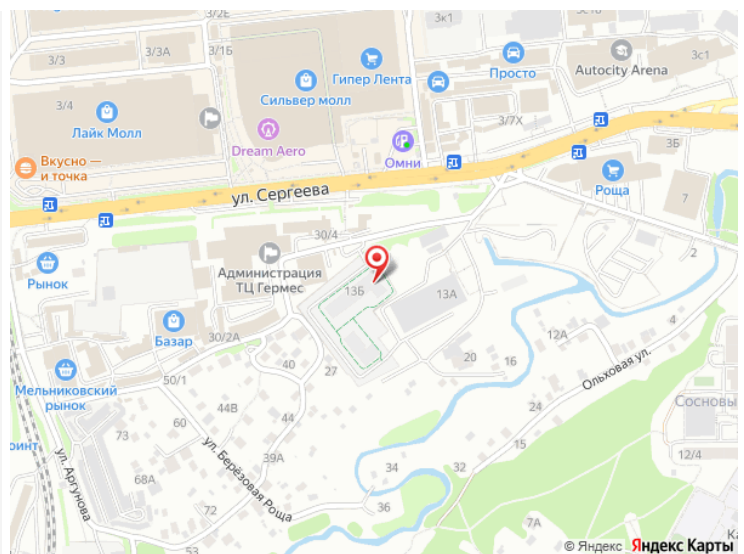 3/2Е
3к1
3/3
3/3А
3/1Б
Гипер Лента
Просто
Autocity Arena
3с1
3/4
Сильвер молл
Лайк Молл
3/7Х
Dream Aero
Омни
3Б
Вкусно —
и точка
Роща
7
ул. Сергеева
30/4
2
Администрация
ТЦ Гермес
Рынок
13Б
13А
4
Базар
30/2А
12А
Мельниковский
рынок
50/1
40
27
20
16
Ольховая ул.
44В
44
24
Сосновы
73
ул. Берёзовая Роща
39А
15
12/4
оинт
68А
34
32
ул. Аргунова
72
36
7А
53
Ка
© Яндекс Яндекс Карты